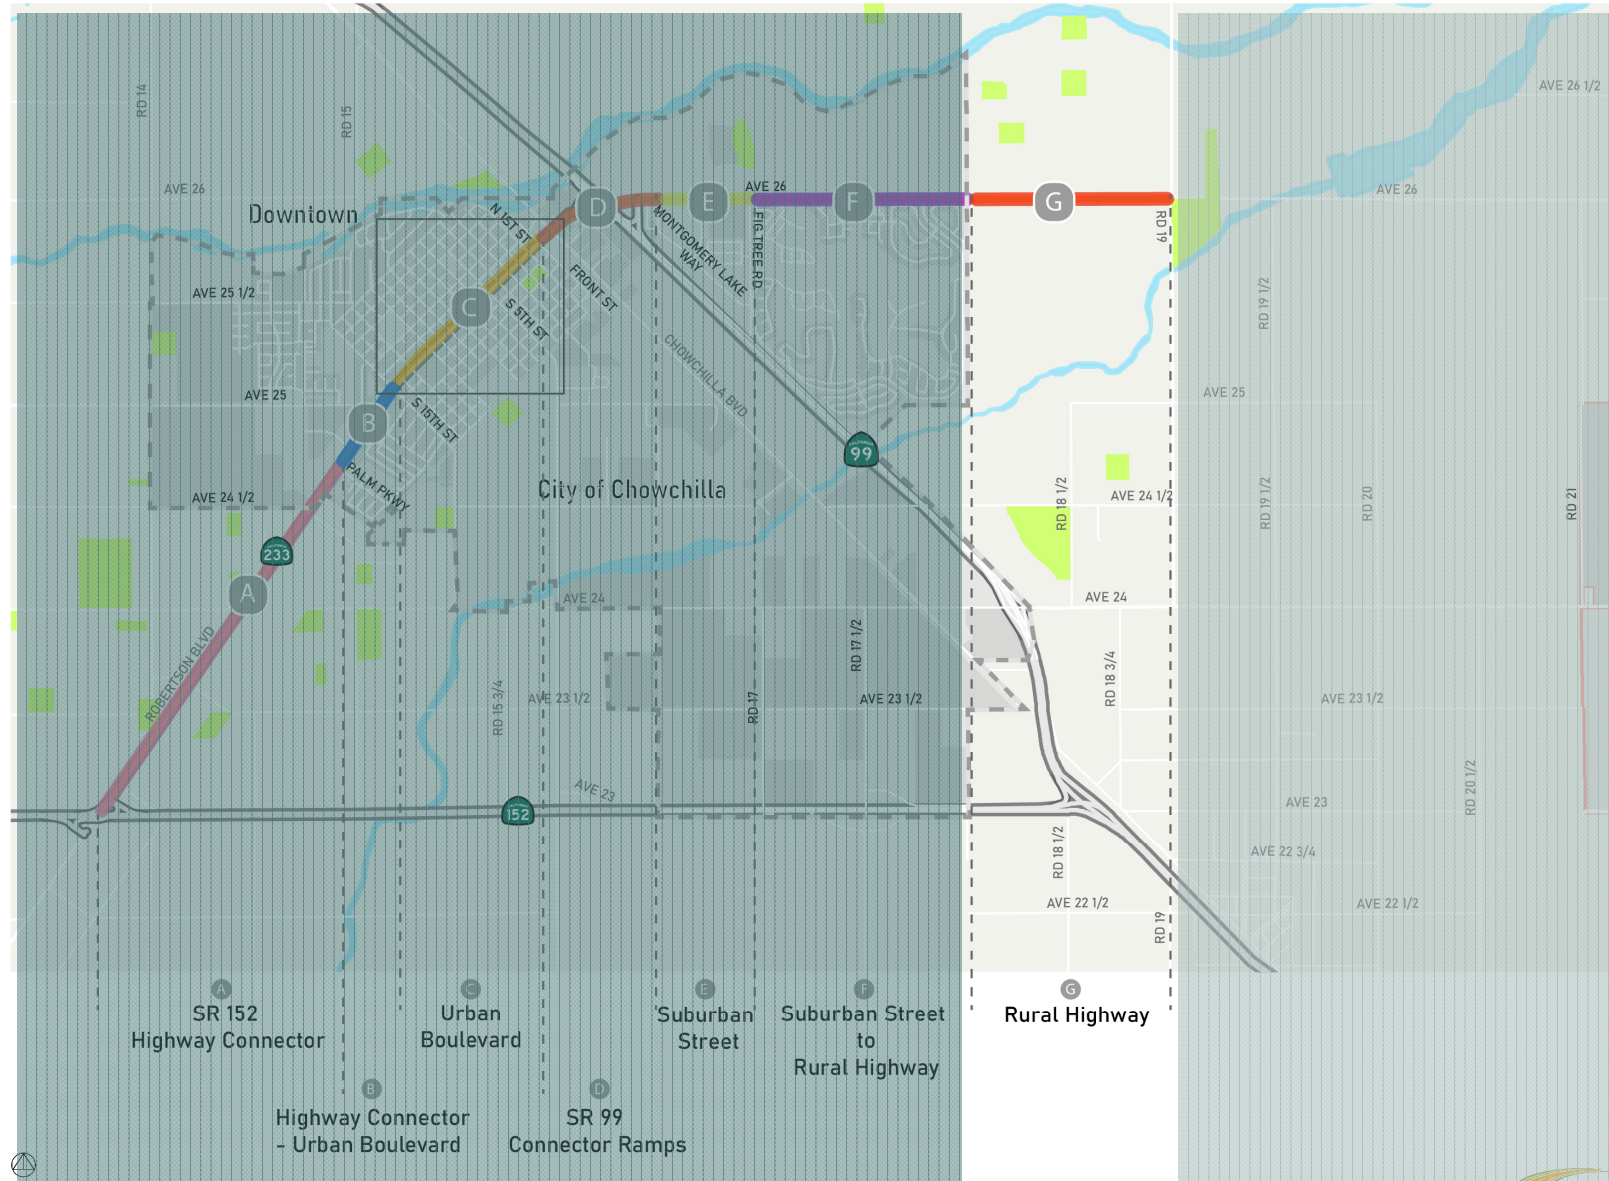 RD 14
RD 15
AVE 26 1/2
AVE 26
Downtown
N 1ST ST
D
E
AVE 26
F
G
AVE 26
MONTGOMERY LAKE
WAY
FIG TREE RD
RD 19
AVE 25 1/2
C
FRONT ST
S 5TH ST
RD 19 1/2
CHOWCHILLA BVD
AVE 25
AVE 25
B
S 15TH ST
CALIFORNIA
99
PALM PKWY
AVE 24 1/2
City of Chowchilla
RD 18 1/2
AVE 24 1/2
RD 19 1/2
RD 20
RD 21
CALIFORNIA
233
A
AVE 24
AVE 24
ROBERTSON BLVD
RD 17 1/2
RD 18 3/4
RD 15 3/4
AVE 23 1/2
RD 17
AVE 23 1/2
AVE 23 1/2
AVE 23
CALIFORNIA
152
AVE 23
RD 20 1/2
RD 18 1/2
AVE 22 3/4
AVE 22 1/2
RD 19
AVE 22 1/2
A
SR 152
Highway Connector
C
Urban
Boulevard
E
Suburban
Street
F
Suburban Street
to
Rural Highway
G
Rural Highway
B
Highway Connector
- Urban Boulevard
D
SR 99
Connector Ramps